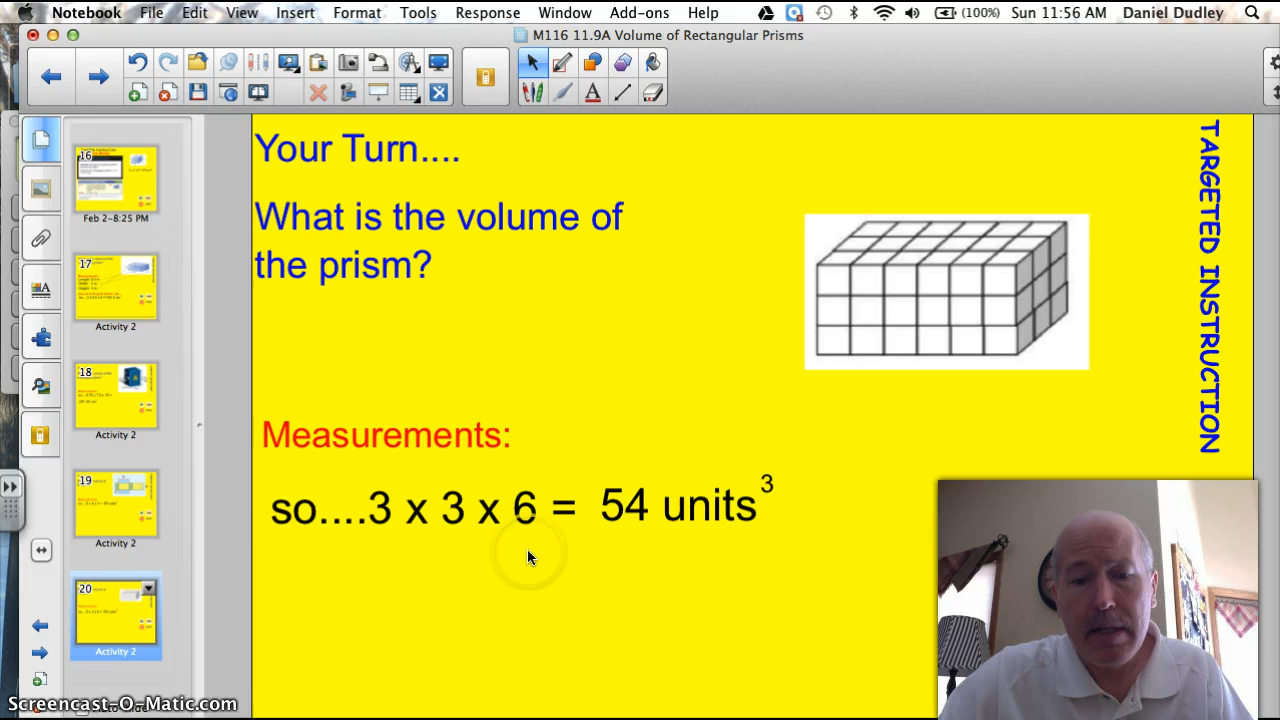 Notebook File Edit View Insert Format Tools Response Window Add-ons Help (100%) Sun 11:56 AM Daniel Dudley
M116 11.9A Volume of Rectangular Prisms
Your Turn....
What is the volume of
the prism?
TARGETED INSTRUCTION
Measurements:
so....3 x 3 x 6 = 54 units³
16
Feb 2-8:25 PM
17
Activity 2
18
Activity 2
19
Activity 2
20
Activity 2
Screencast-O-Matic.com